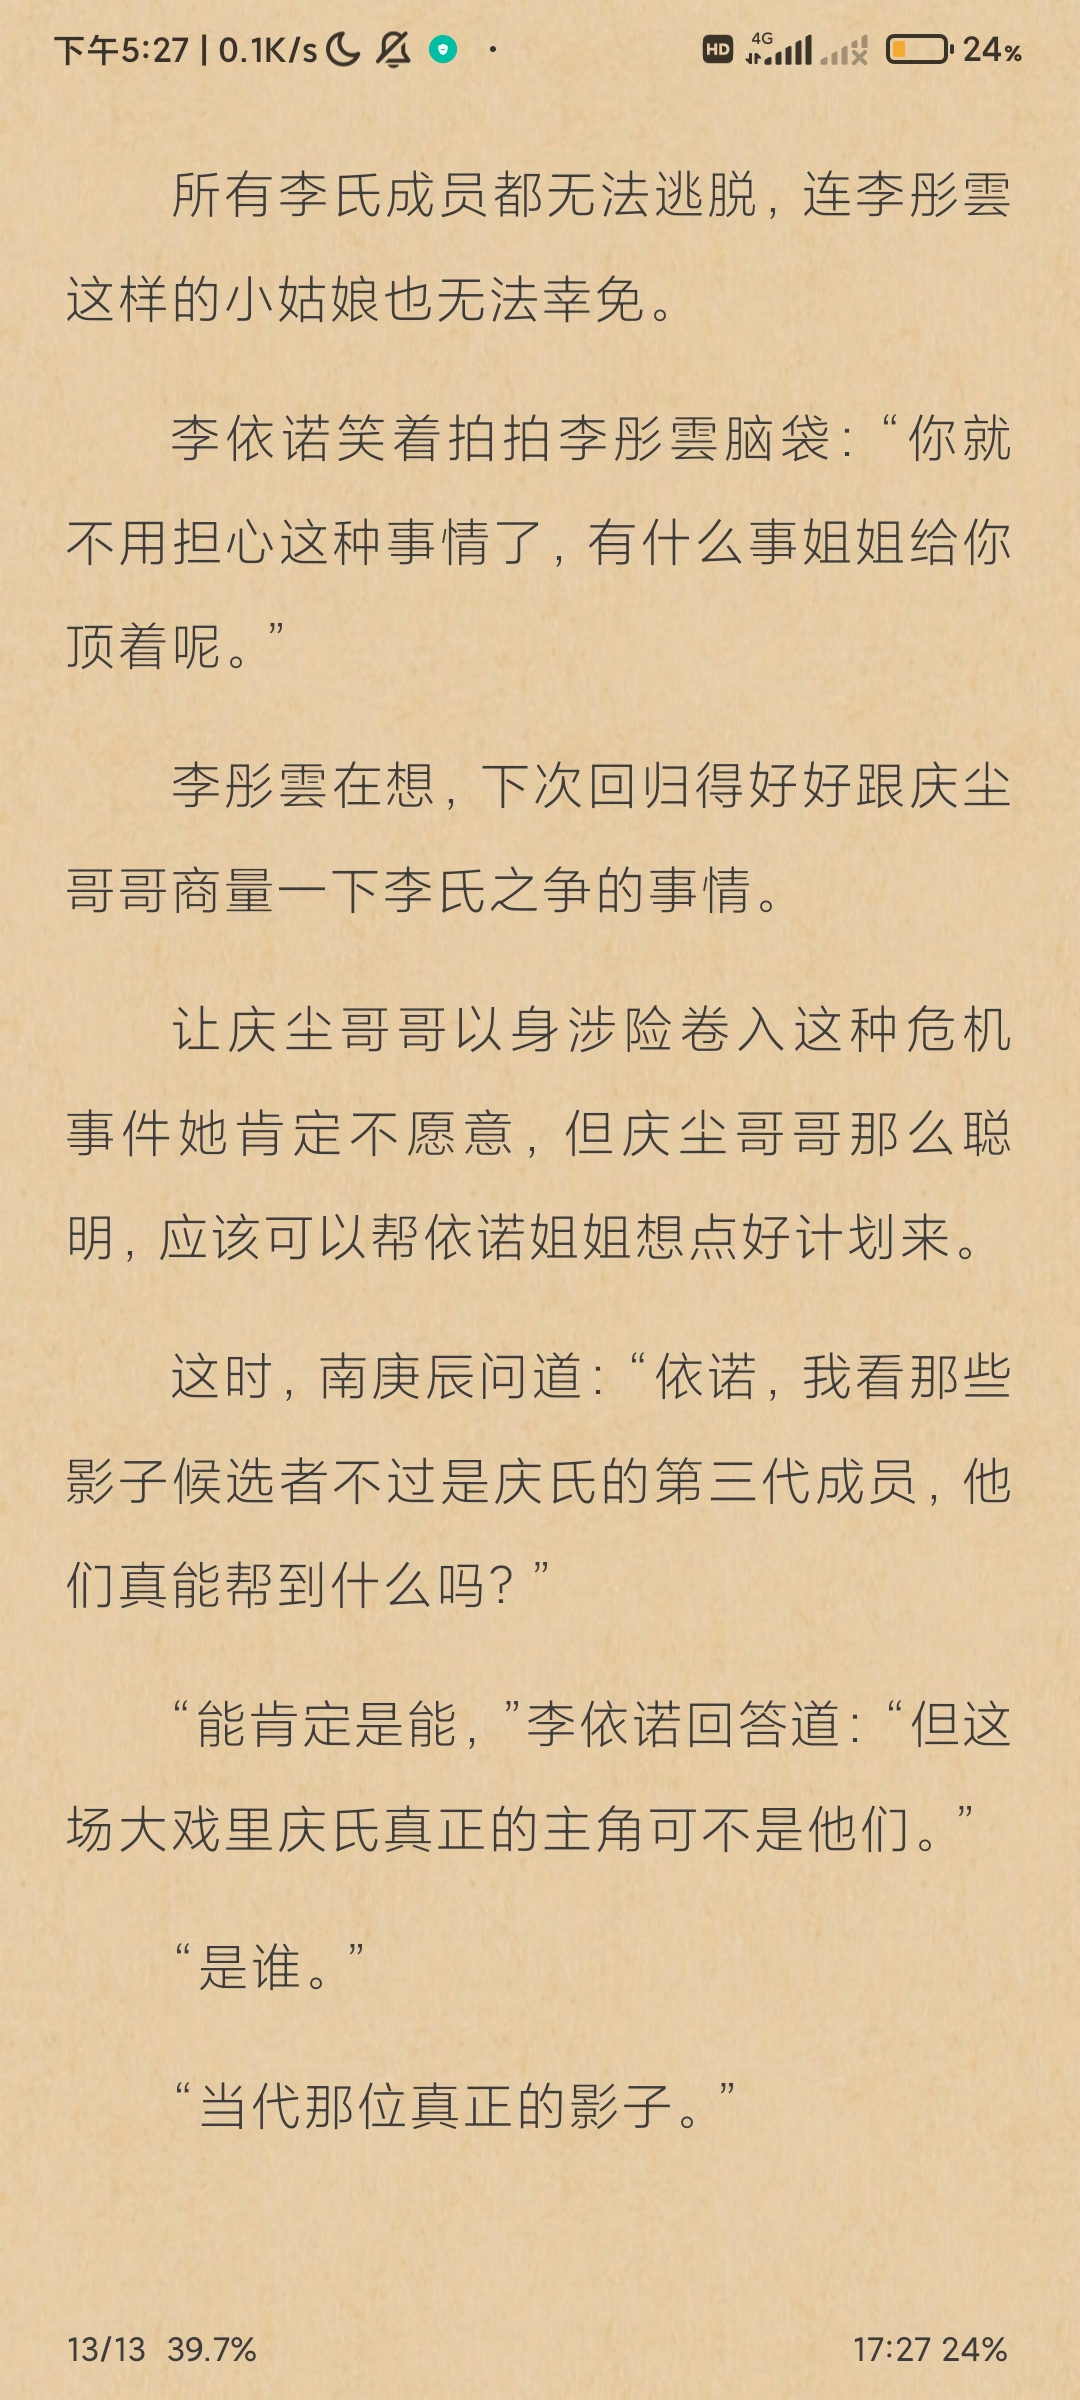 下午5:27 | 0.1K/s HD 4G 24%
所有李氏成员都无法逃脱，连李彤雲
这样的小姑娘也无法幸免。
李依诺笑着拍拍李彤雲脑袋：“你就
不用担心这种事情了，有什么事姐姐给你
顶着呢。”
李彤雲在想，下次回归得好好跟庆尘
哥哥商量一下李氏之争的事情。
让庆尘哥哥以身涉险卷入这种危机
事件她肯定不愿意，但庆尘哥哥那么聪
明，应该可以帮依诺姐姐想点好计划来。
这时，南庚辰问道：“依诺，我看那些
影子候选者不过是庆氏的第三代成员，他
们真能帮到什么吗？”
“能肯定是能，”李依诺回答道：“但这
场大戏里庆氏真正的主角可不是他们。”
“是谁。”
“当代那位真正的影子。”
13/13 39.7% 17:27 24%